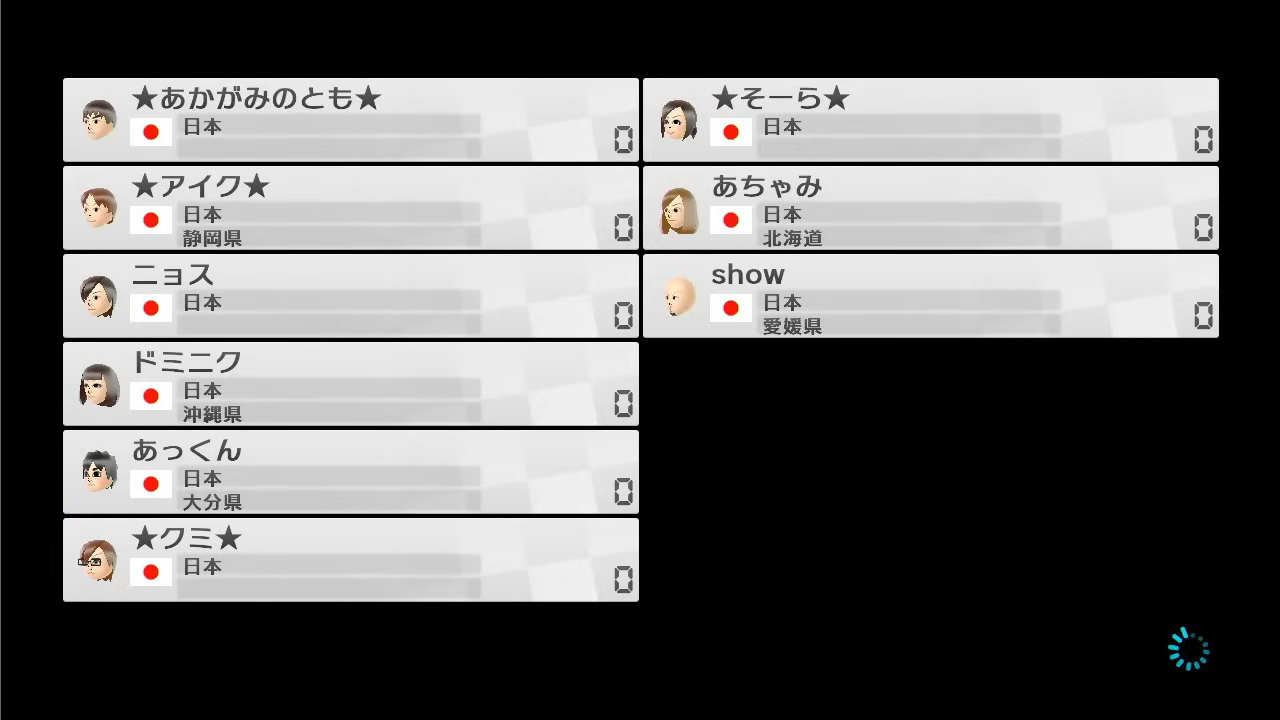 ★あかがみのとも★
日本
0
★アイク★
日本
静岡県
0
ニョス
日本
0
ドミニク
日本
沖縄県
0
あっくん
日本
大分県
0
★クミ★
日本
0
★そーら★
日本
0
あちゃみ
日本
北海道
0
show
日本
愛媛県
0